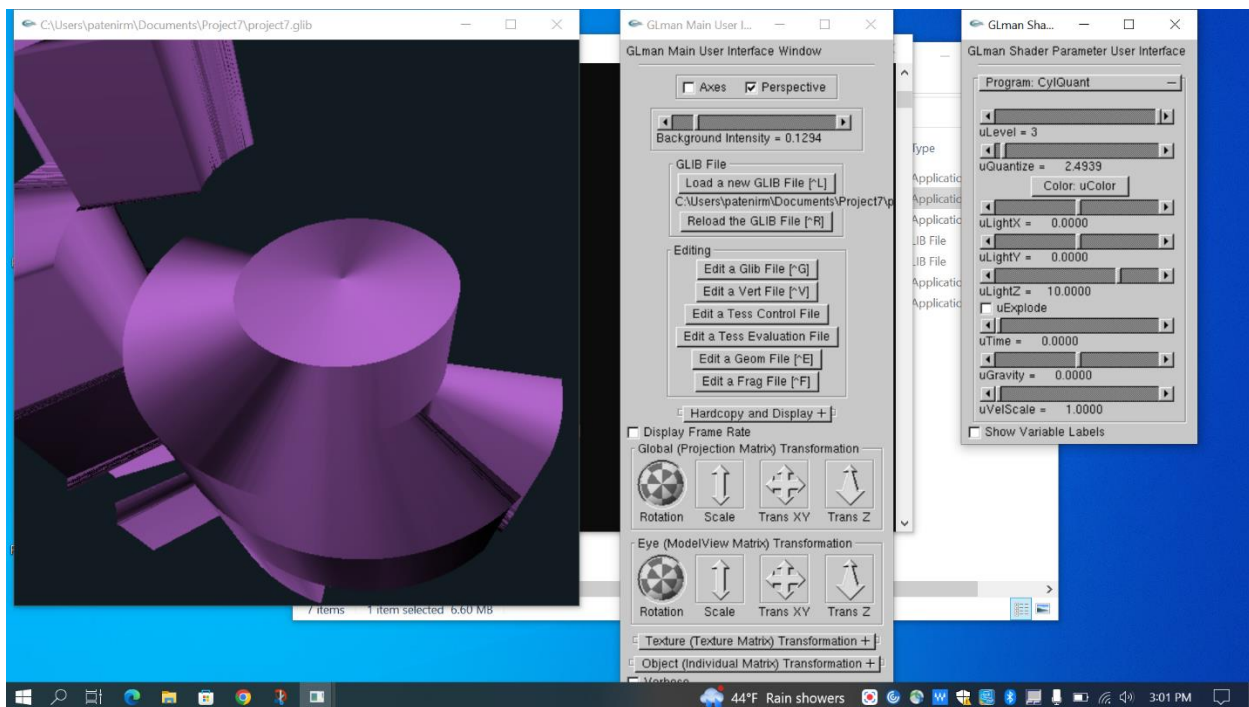 C:\Users\patenirm\Documents\Project7\project7.glib
GLman Main User I...
GLman Main User Interface Window
Axes
Perspective
Background Intensity = 0.1294
GLIB File
Load a new GLIB File [^L]
C:\Users\patenirm\Documents\Project7\p
Reload the GLIB File [^R]
Editing
Edit a Glib File [^G]
Edit a Vert File [^V]
Edit a Tess Control File
Edit a Tess Evaluation File
Edit a Geom File [^E]
Edit a Frag File [^F]
Hardcopy and Display +
Display Frame Rate
Global (Projection Matrix) Transformation
Rotation Scale Trans XY Trans Z
Eye (ModelView Matrix) Transformation
Rotation Scale Trans XY Trans Z
Texture (Texture Matrix) Transformation +
Object (Individual Matrix) Transformation +
Verbose
Type
Applicatic
Applicatic
Applicatic
LIB File
LIB File
Applicatic
Applicatic
GLman Sha...
GLman Shader Parameter User Interface
Program: CylQuant
uLevel = 3
uQuantize = 2.4939
Color: uColor
uLightX = 0.0000
uLightY = 0.0000
uLightZ = 10.0000
uExplode
uTime = 0.0000
uGravity = 0.0000
uVelScale = 1.0000
Show Variable Labels
7 items 1 item selected 6.60 MB
44°F Rain showers
3:01 PM